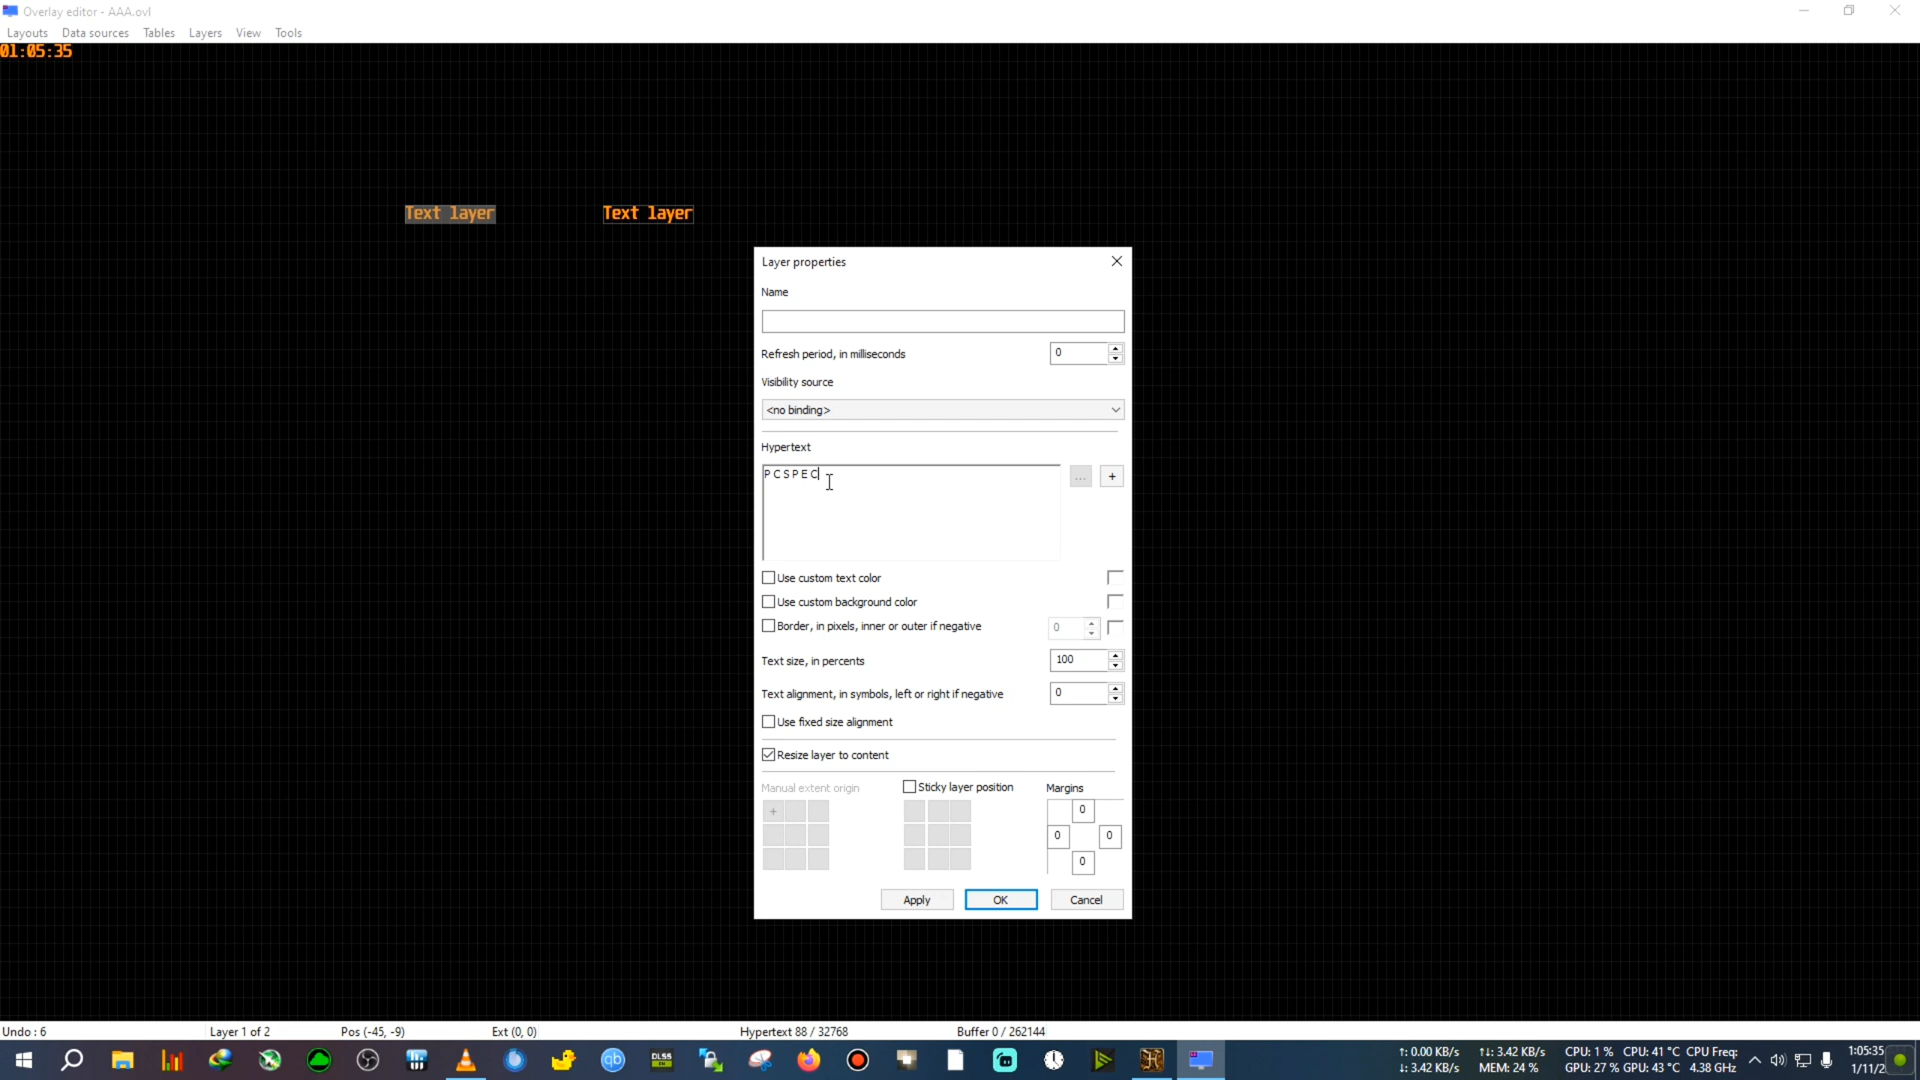 Overlay editor - AAA.ovl
Layouts Data sources Tables Layers View Tools
01:05:35
Text layer Text layer
Layer properties
Name
Refresh period, in milliseconds 0
Visibility source
<no binding>
Hypertext
P C S P E C
... +
Use custom text color
Use custom background color
Border, in pixels, inner or outer if negative 0
Text size, in percents 100
Text alignment, in symbols, left or right if negative 0
Use fixed size alignment
Resize layer to content
Manual extent origin Sticky layer position Margins
+ 0
0 0
0
Apply OK Cancel
Undo : 6 Layer 1 of 2 Pos (-45, -9) Ext (0, 0) Hypertext 88 / 32768 Buffer 0 / 262144
DLSS
qb
↑: 0.00 KB/s ↑↓: 3.42 KB/s CPU: 1 % CPU: 41 °C CPU Freq: 1:05:35
↓: 3.42 KB/s MEM: 24 % GPU: 27 % GPU: 43 °C 4.38 GHz 1/11/2